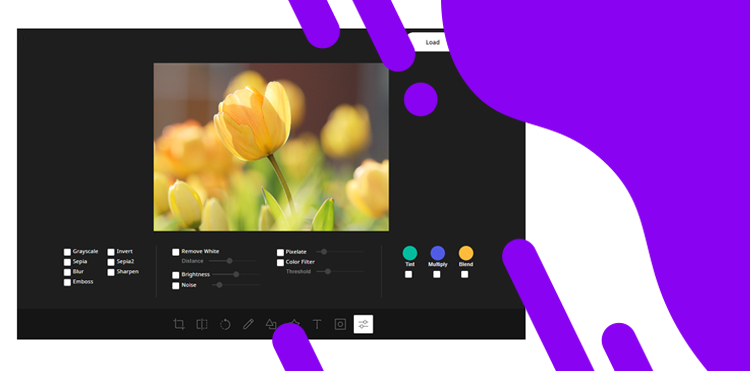 Load
Grayscale
Invert
Sepia
Sepia2
Blur
Sharpen
Emboss
Remove White
Distance
Brightness
Noise
Pixelate
Color Filter
Threshold
Tint
Multiply
Blend
T